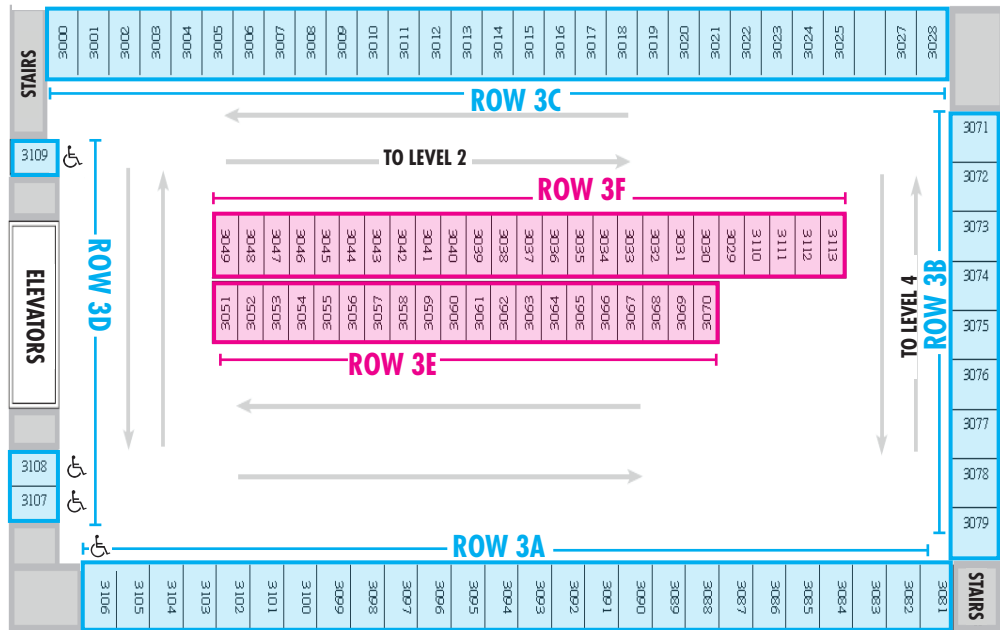 3000 3001 3002 3003 3004 3005 3006 3007 3008 3009 3010 3011 3012 3013 3014 3015 3016 3017 3018 3019 3020 3021 3022 3023 3024 3025 3027 3028
STAIRS
ROW 3C
3109
TO LEVEL 2
ROW 3F
3049 3048 3047 3046 3045 3044 3043 3042 3041 3040 3039 3038 3037 3036 3035 3034 3033 3032 3031 3030 3029 3110 3111 3112 3113
3051 3052 3053 3054 3055 3056 3057 3058 3059 3060 3061 3062 3063 3064 3065 3066 3067 3068 3069 3070
ROW 3E
ROW 3D
ELEVATORS
3108
3107
TO LEVEL 4
ROW 3B
3071
3072
3073
3074
3075
3076
3077
3078
3079
ROW 3A
3106 3105 3104 3103 3102 3101 3100 3099 3098 3097 3096 3095 3094 3093 3092 3091 3090 3089 3088 3087 3086 3085 3084 3083 3082 3081
STAIRS